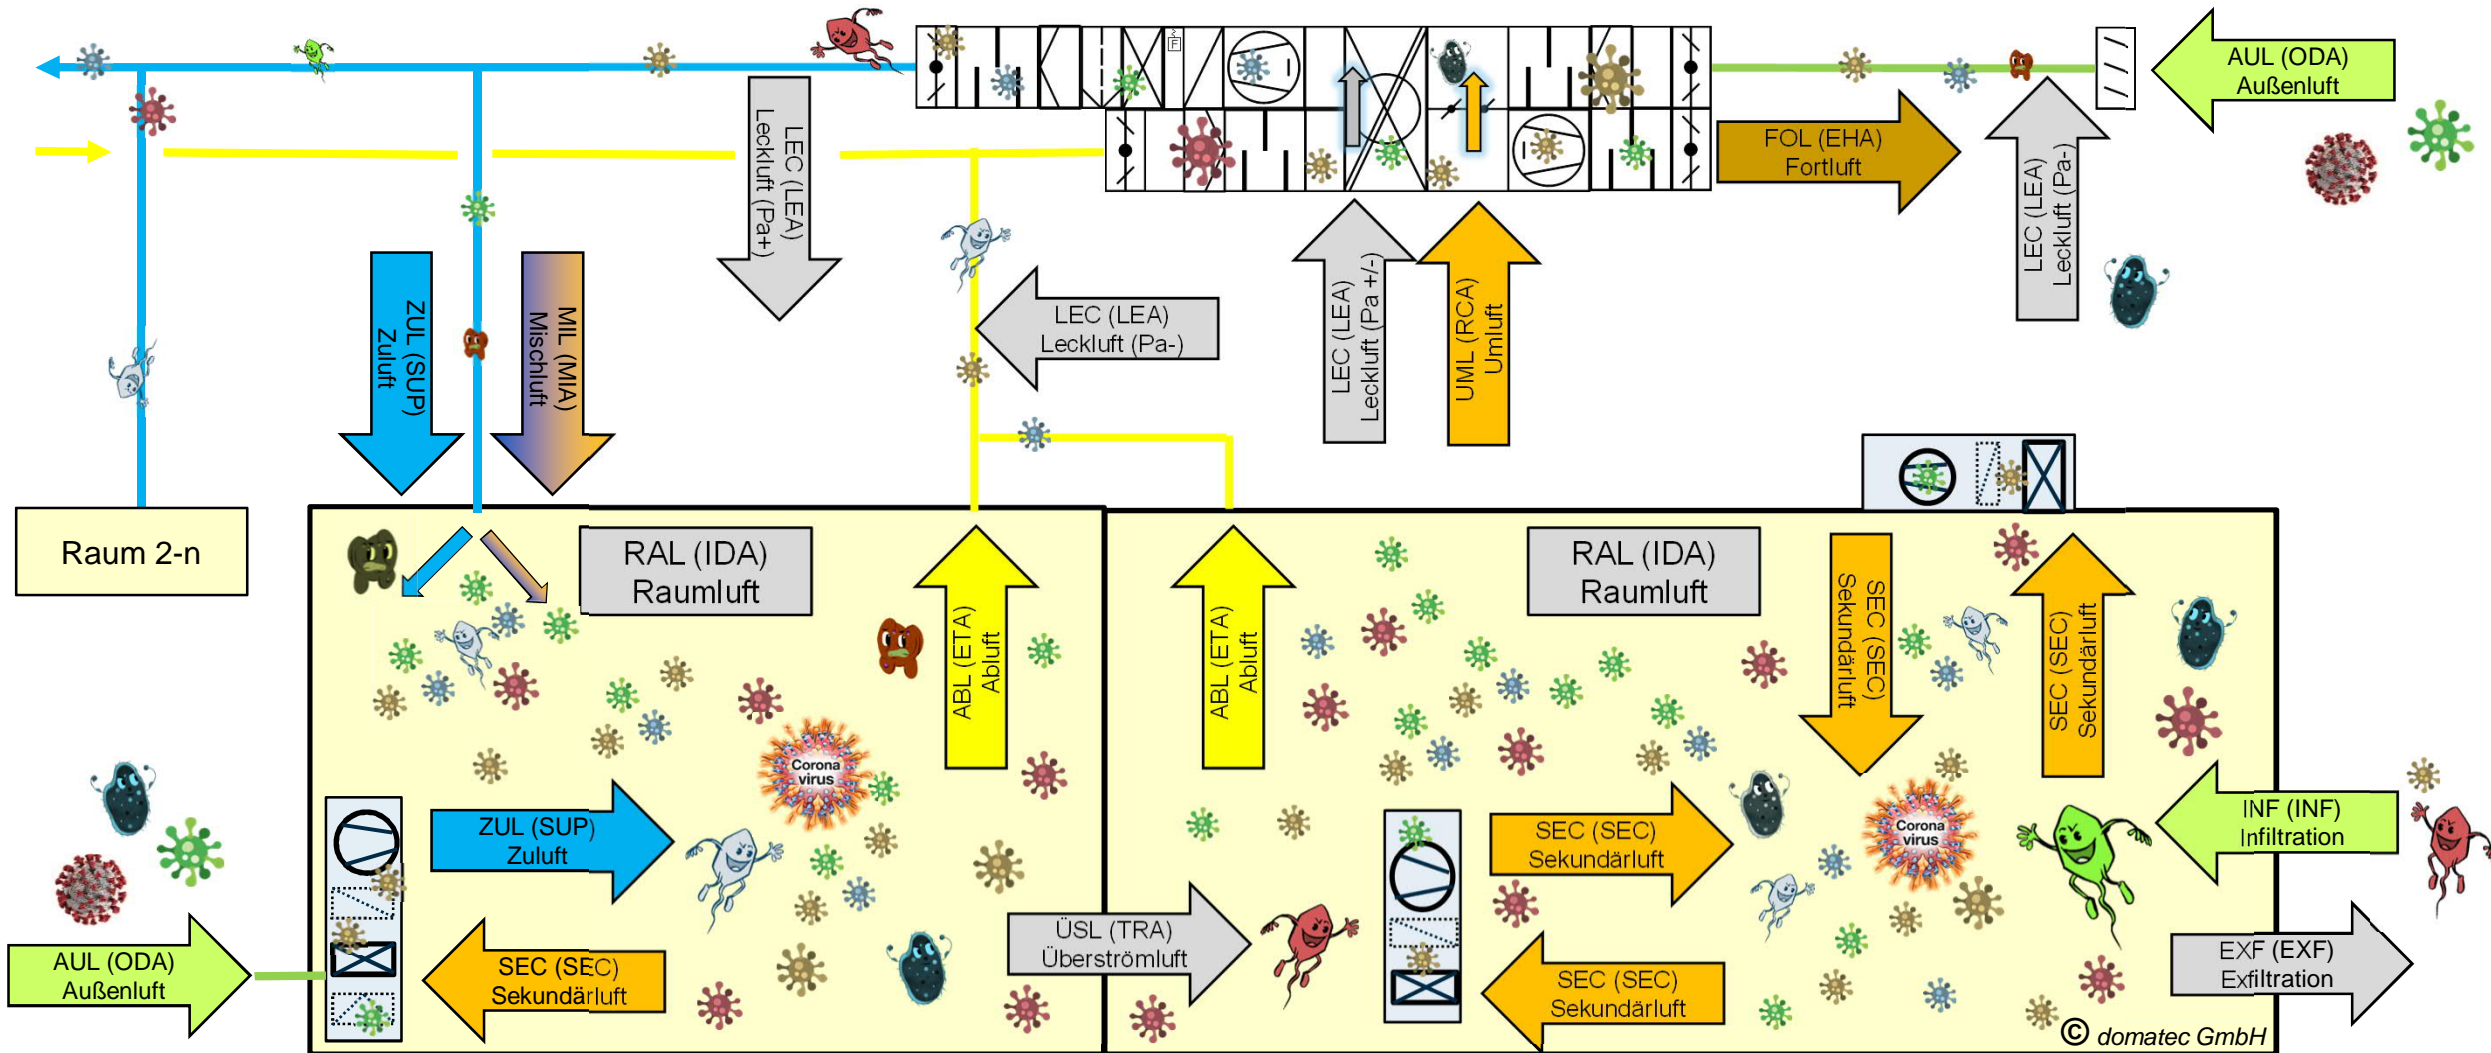 AUL (ODA)
Außenluft
F
LEC (LEA)
Leckluft (Pa+)
FOL (EHA)
Fortluft
LEC (LEA)
Leckluft (Pa-)
ZUL (SUP)
Zuluft
MIL (MIA)
Mischluft
LEC (LEA)
Leckluft (Pa-)
LEC (LEA)
Leckluft (Pa +/-)
UML (RCA)
Umluft
Raum 2-n
RAL (IDA)
Raumluft
ABL (ETA)
Abluft
ABL (ETA)
Abluft
RAL (IDA)
Raumluft
SEC (SEC)
Sekundärluft
SEC (SEC)
Sekundärluft
Corona
virus
ZUL (SUP)
Zuluft
SEC (SEC)
Sekundärluft
Corona
virus
INF (INF)
Infiltration
AUL (ODA)
Außenluft
SEC (SEC)
Sekundärluft
ÜSL (TRA)
Überströmluft
SEC (SEC)
Sekundärluft
EXF (EXF)
Exfiltration
© domatec GmbH